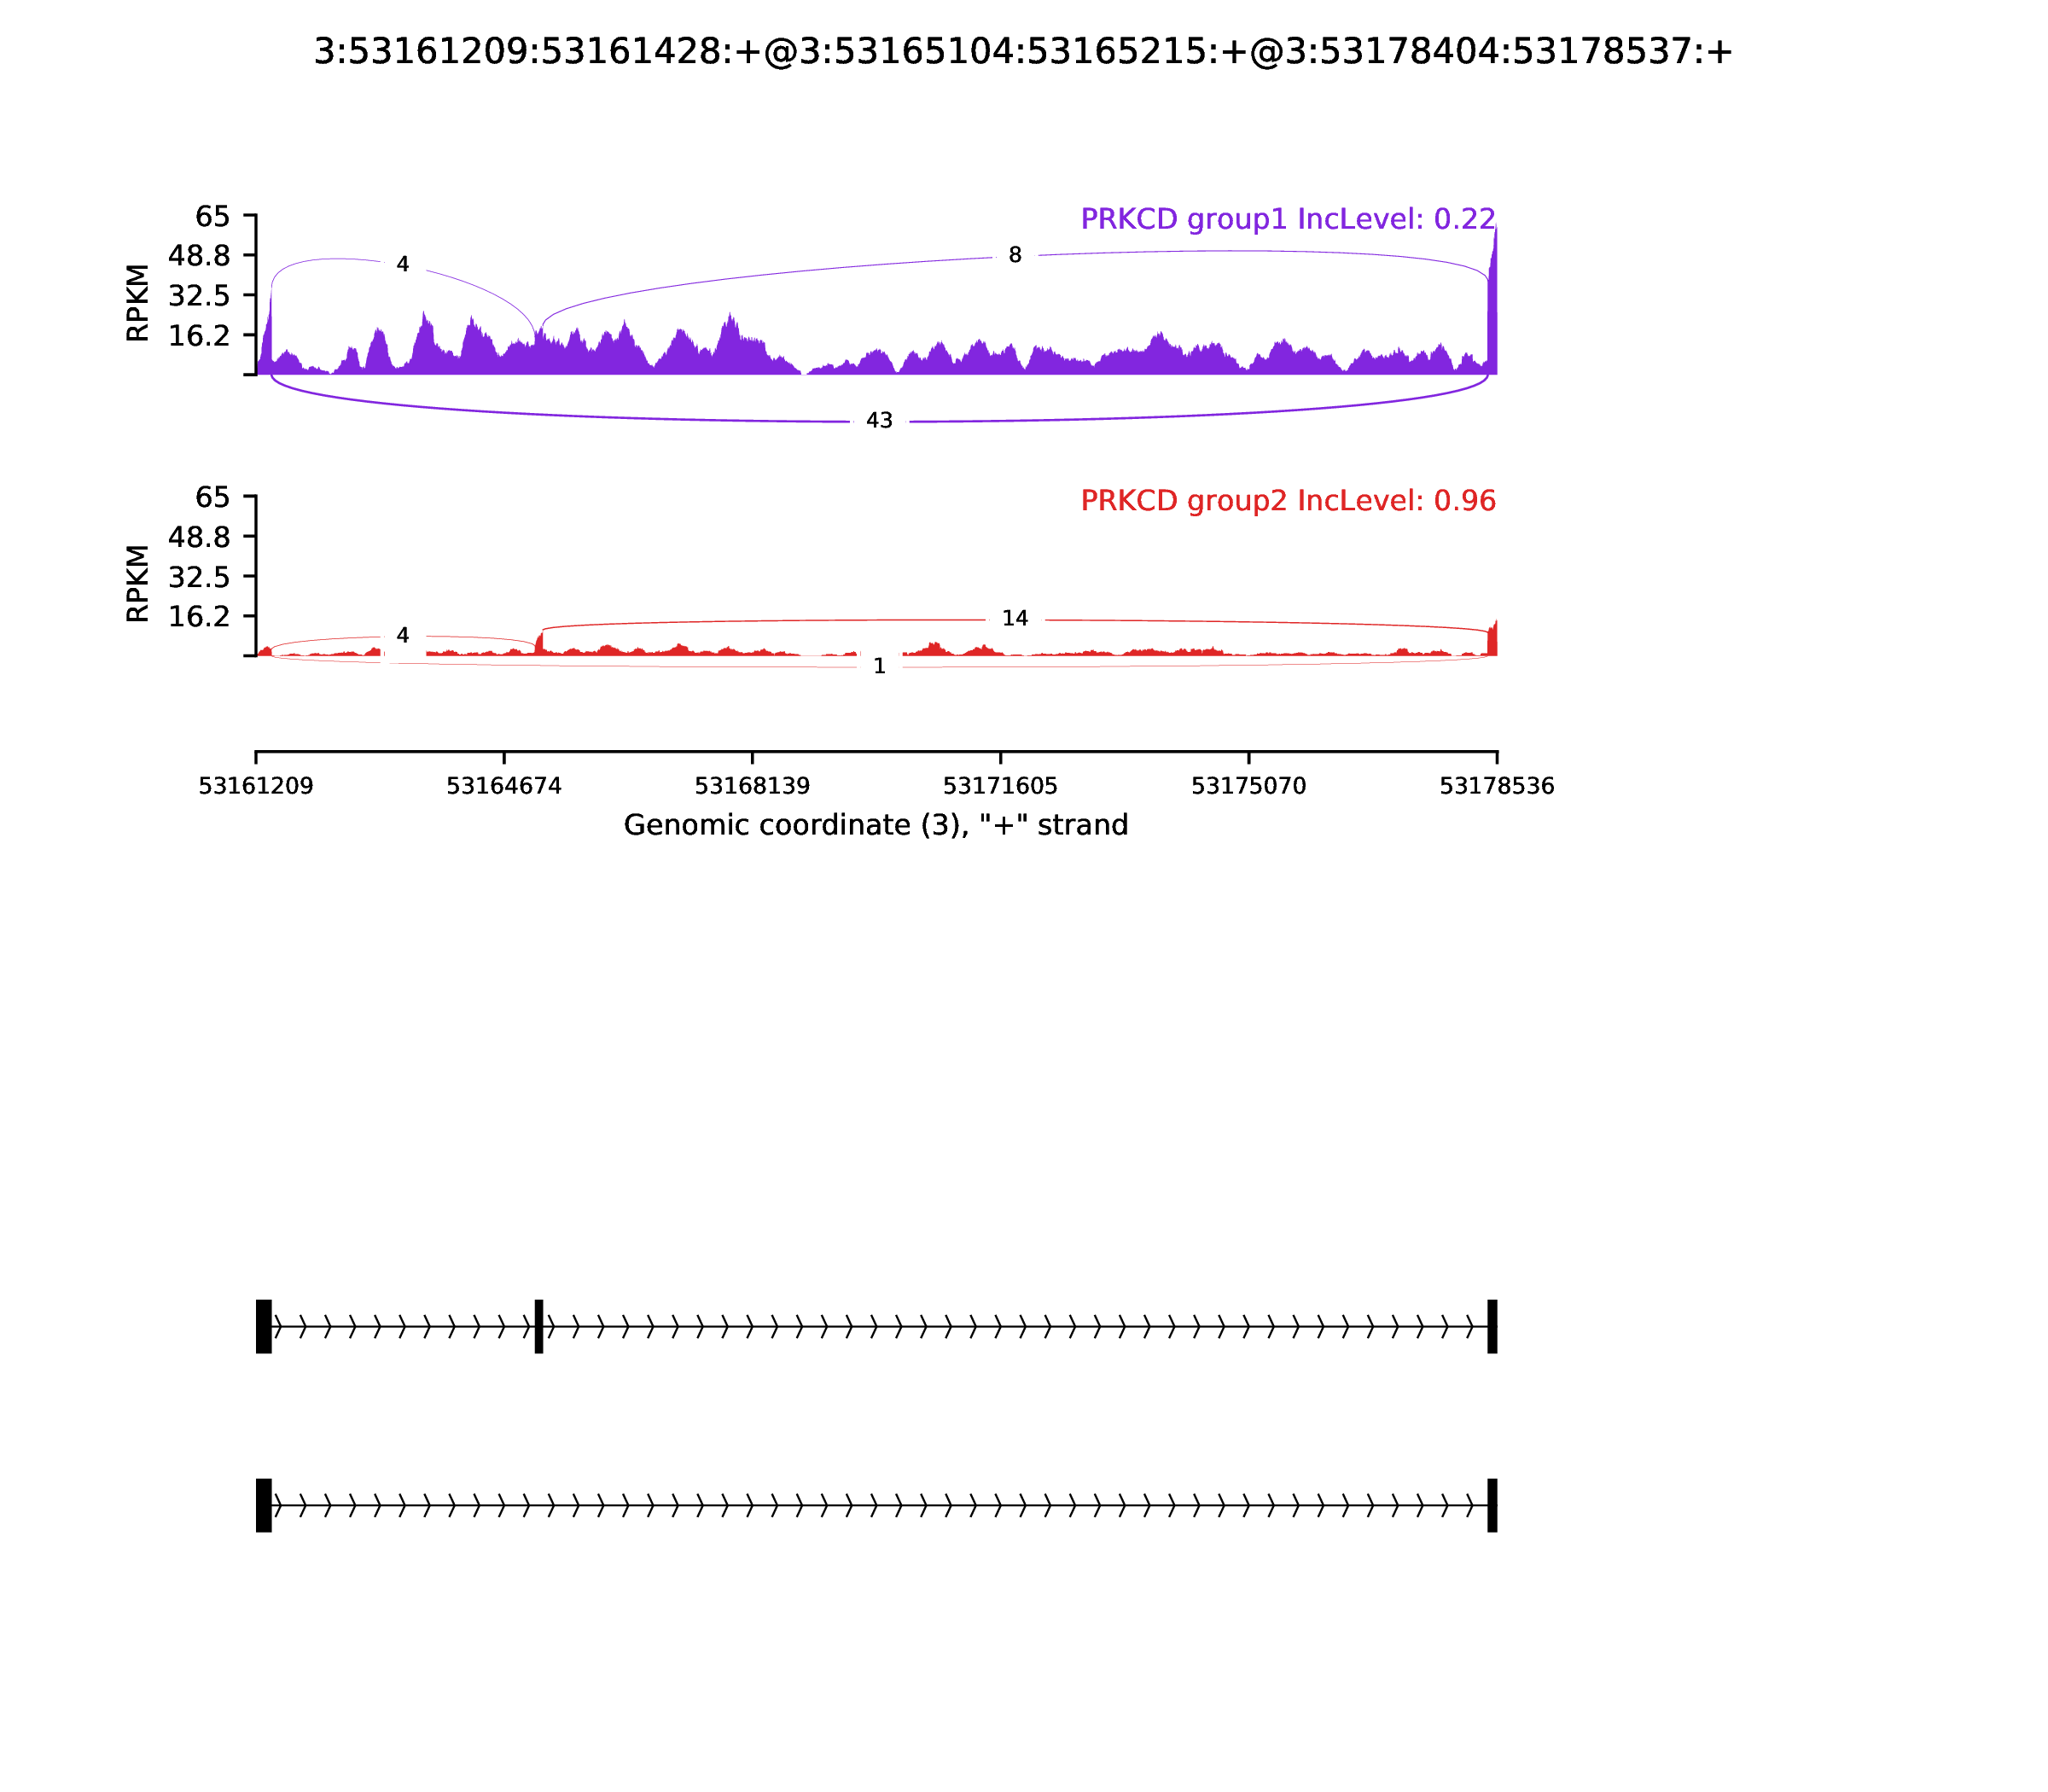 3:53161209:53161428:+@3:53165104:53165215:+@3:53178404:53178537:+
PRKCD group1 IncLevel: 0.22
65
48.8
32.5
16.2
RPKM
4
8
43
PRKCD group2 IncLevel: 0.96
65
48.8
32.5
16.2
RPKM
4
14
1
53161209 53164674 53168139 53171605 53175070 53178536
Genomic coordinate (3), "+" strand